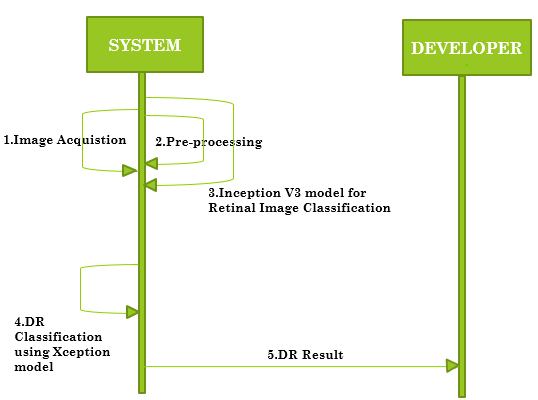 SYSTEM
DEVELOPER
1.Image Acquistion
2.Pre-processing
3.Inception V3 model for
Retinal Image Classification
4.DR
Classification
using Xception
model
5.DR Result